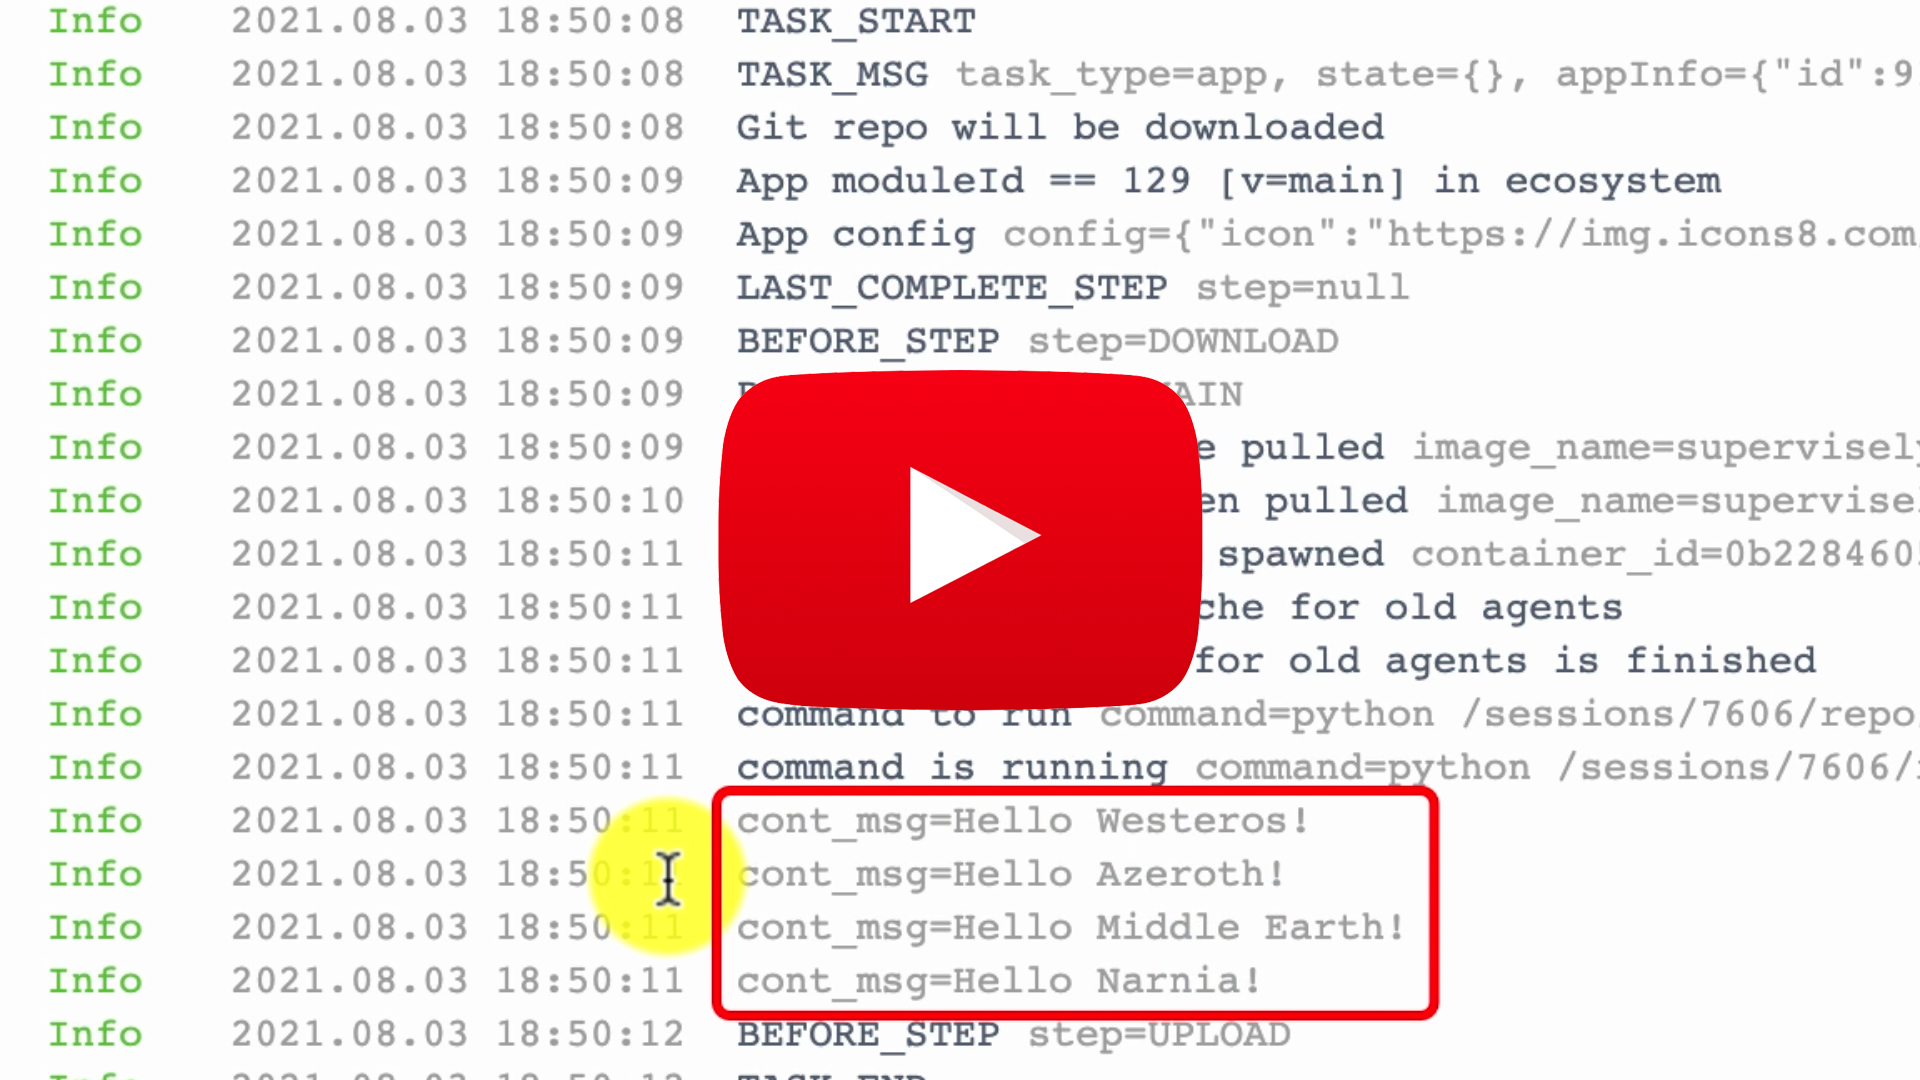 Info 2021.08.03 18:50:08 TASK_START
Info 2021.08.03 18:50:08 TASK_MSG task_type=app, state={}, appInfo={"id":9
Info 2021.08.03 18:50:08 Git repo will be downloaded
Info 2021.08.03 18:50:09 App moduleId == 129 [v=main] in ecosystem
Info 2021.08.03 18:50:09 App config config={"icon":"https://img.icons8.com
Info 2021.08.03 18:50:09 LAST_COMPLETE_STEP step=null
Info 2021.08.03 18:50:09 BEFORE_STEP step=DOWNLOAD
Info 2021.08.03 18:50:09 AIN
Info 2021.08.03 18:50:09 pulled image_name=supervisely
Info 2021.08.03 18:50:10 en pulled image_name=supervise
Info 2021.08.03 18:50:11 spawned container_id=0b228460
Info 2021.08.03 18:50:11 che for old agents
Info 2021.08.03 18:50:11 for old agents is finished
Info 2021.08.03 18:50:11 command to run command=python /sessions/7606/repo
Info 2021.08.03 18:50:11 command is running command=python /sessions/7606/
Info 2021.08.03 18:50:11 cont_msg=Hello Westeros!
Info 2021.08.03 18:50:11 cont_msg=Hello Azeroth!
Info 2021.08.03 18:50:11 cont_msg=Hello Middle Earth!
Info 2021.08.03 18:50:11 cont_msg=Hello Narnia!
Info 2021.08.03 18:50:12 BEFORE_STEP step=UPLOAD